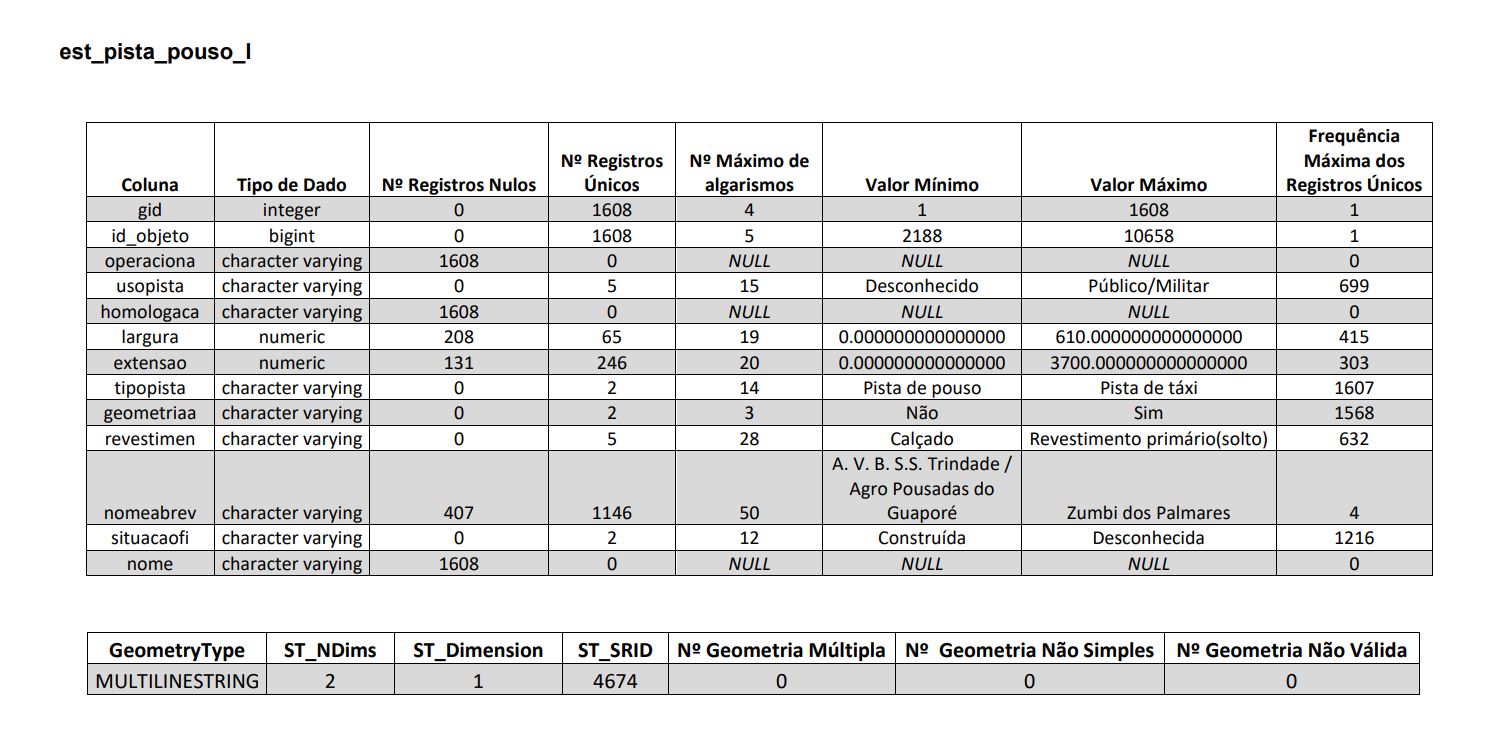 est_pista_pouso_l
Coluna Tipo de Dado Nº Registros Nulos Nº Registros Únicos Nº Máximo de algarismos Valor Mínimo Valor Máximo Frequência Máxima dos Registros Únicos
gid integer 0 1608 4 1 1608 1
id_objeto bigint 0 1608 5 2188 10658 1
operaciona character varying 1608 0 NULL NULL NULL 0
usopista character varying 0 5 15 Desconhecido Público/Militar 699
homologaca character varying 1608 0 NULL NULL NULL 0
largura numeric 208 65 19 0.000000000000000 610.000000000000000 415
extensao numeric 131 246 20 0.000000000000000 3700.000000000000000 303
tipopista character varying 0 2 14 Pista de pouso Pista de táxi 1607
geometriaa character varying 0 2 3 Não Sim 1568
revestimen character varying 0 5 28 Calçado Revestimento primário(solto) 632
nomeabrev character varying 407 1146 50 A. V. B. S.S. Trindade / Agro Pousadas do Guaporé Zumbi dos Palmares 4
situacaofi character varying 0 2 12 Construída Desconhecida 1216
nome character varying 1608 0 NULL NULL NULL 0
GeometryType ST_NDims ST_Dimension ST_SRID Nº Geometria Múltipla Nº Geometria Não Simples Nº Geometria Não Válida
MULTILINESTRING 2 1 4674 0 0 0